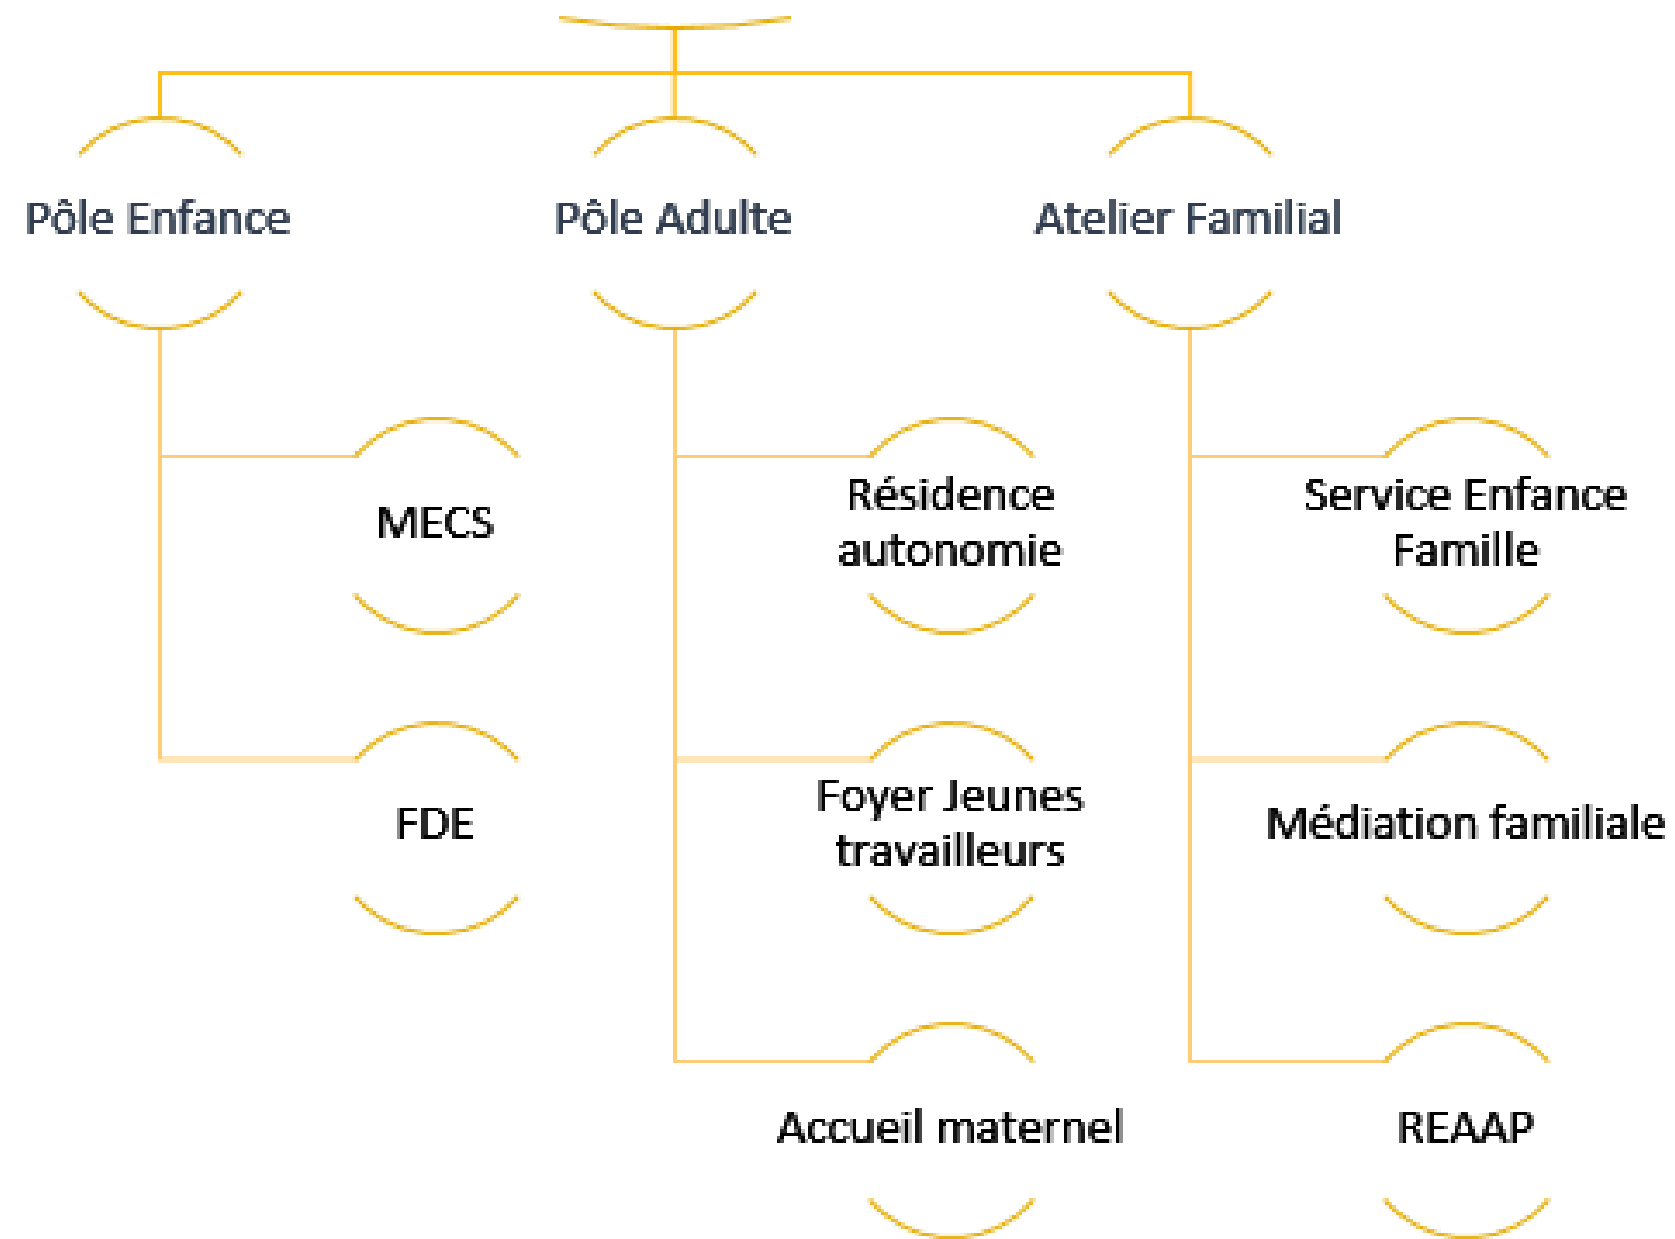 Pôle Enfance
Pôle Adulte
Atelier Familial
MECS
Résidence
autonomie
Service Enfance
Famille
FDE
Foyer Jeunes
travailleurs
Médiation familiale
Accueil maternel
REAAP